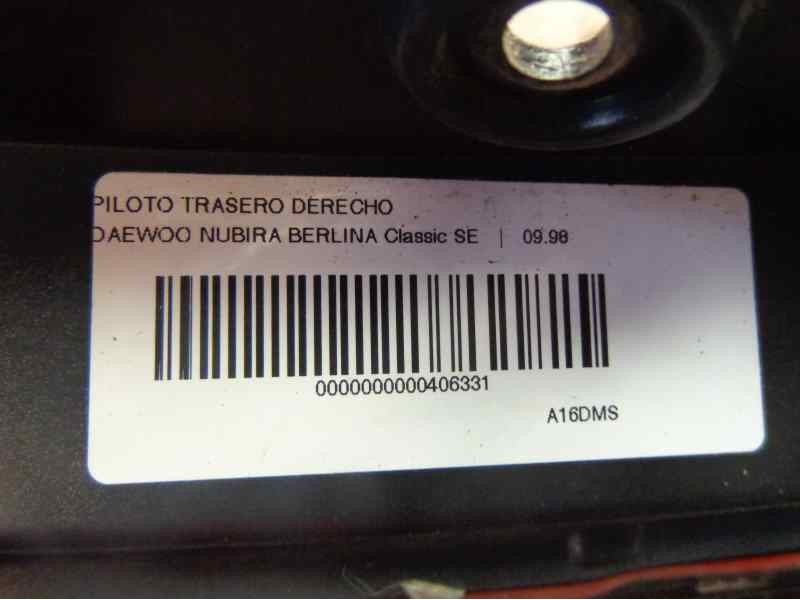 PILOTO TRASERO DERECHO
DAEWOO NUBIRA BERLINA Classic SE | 09.98
0000000000406331
A16DMS